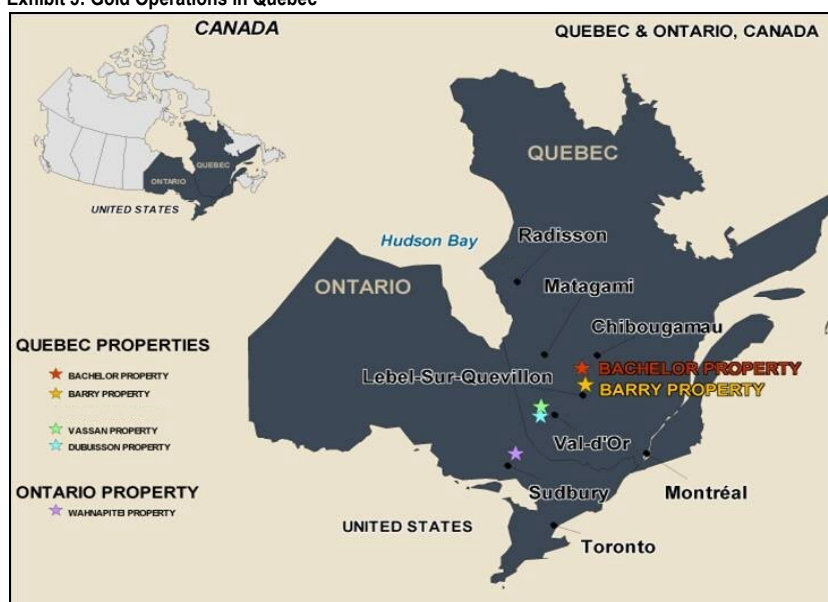 Exhibit 9: Gold Operations in Quebec
CANADA
QUEBEC & ONTARIO, CANADA
QUEBEC
ONTARIO
UNITED STATES
QUEBEC
Hudson Bay
Radisson
ONTARIO
Matagami
Chibougamau
QUEBEC PROPERTIES
BACHELOR PROPERTY
BARRY PROPERTY
VASSAN PROPERTY
DUBUISSON PROPERTY
BACHELOR PROPERTY
Lebel-Sur-Quevillon
BARRY PROPERTY
Val-d'Or
ONTARIO PROPERTY
WAHNAPITEI PROPERTY
Sudbury
Montréal
UNITED STATES
Toronto